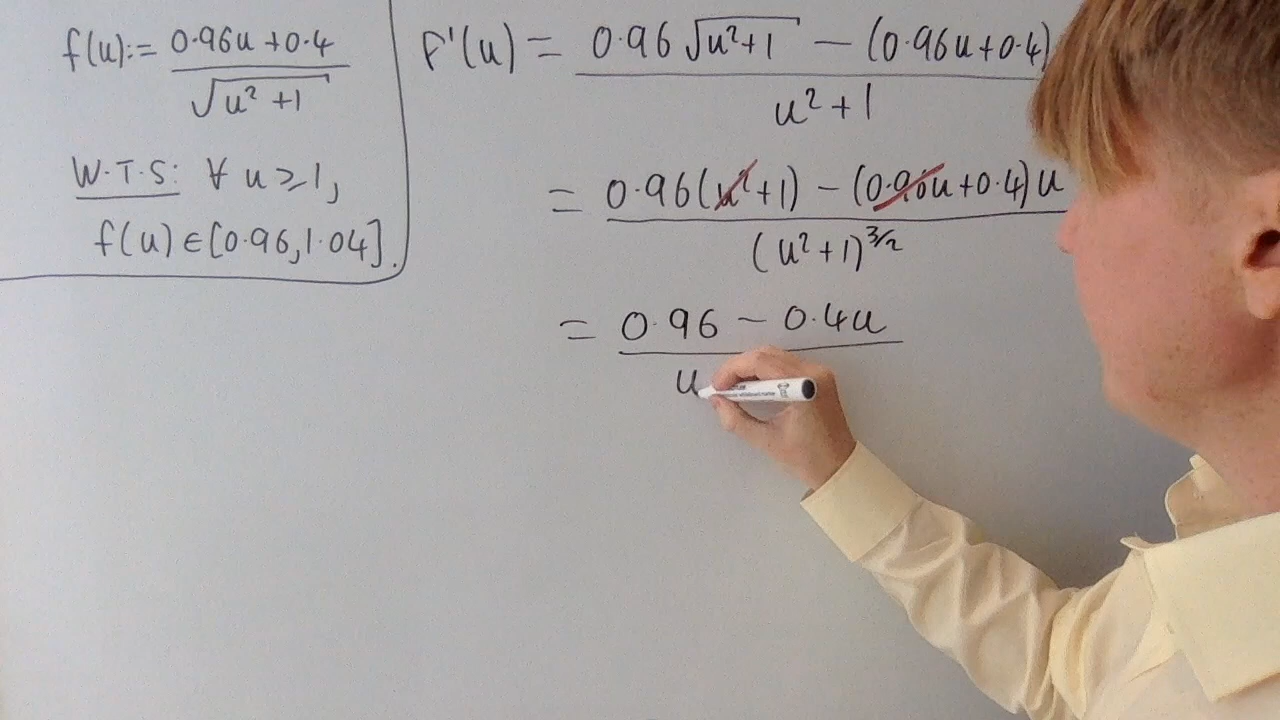 f(u):= 0.96u+0.4 / √(u²+1)
W.T.S: ∀ u≥1,
f(u)∈[0.96,1.04].
F'(u) = 0.96√(u²+1) − (0.96u+0.4) / u²+1
= 0.96(u²+1) − (0.96u+0.4)u / (u²+1)^3/2
= 0.96 − 0.4u / u